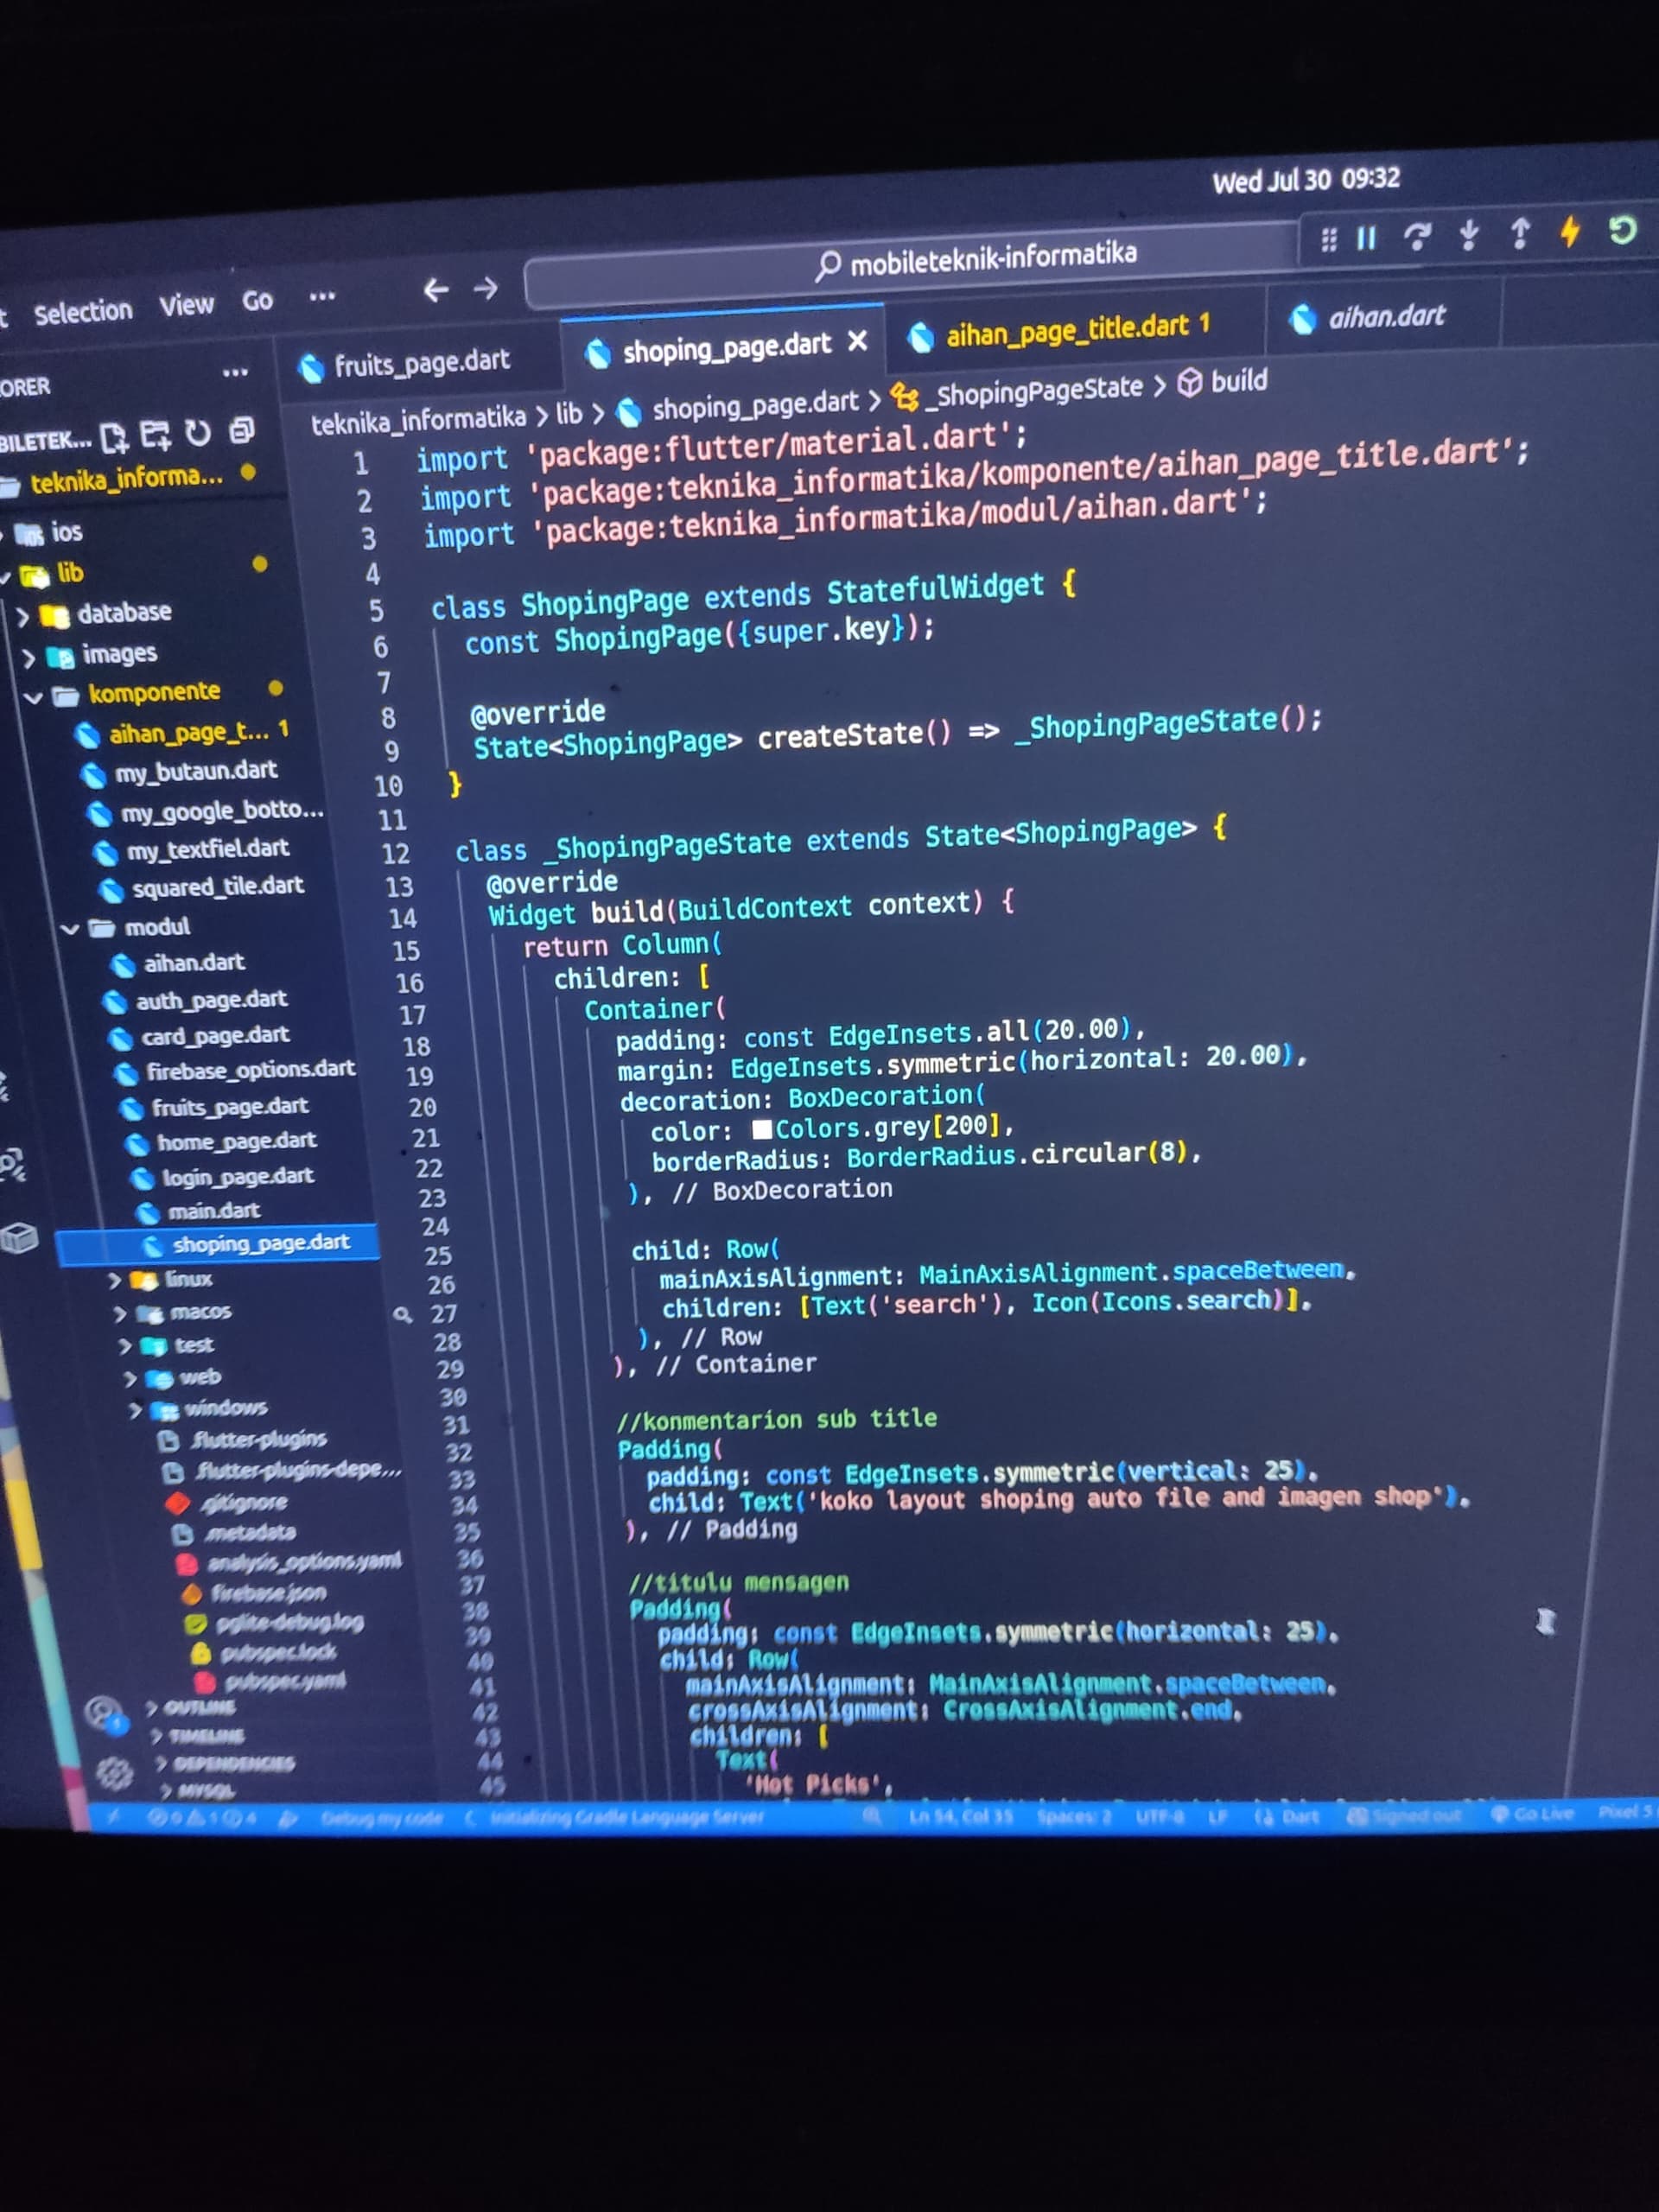 Wed Jul 30 09:32
mobileteknik-informatika
Selection View Go ...
fruits_page.dart
shoping_page.dart
aihan_page_title.dart 1
aihan.dart
ORER
BILETEK...
teknika_informa...
ios
lib
database
images
komponente
aihan_page_t... 1
my_butaun.dart
my_google_botto...
my_textfiel.dart
squared_tile.dart
modul
aihan.dart
auth_page.dart
card_page.dart
firebase_options.dart
fruits_page.dart
home_page.dart
login_page.dart
main.dart
shoping_page.dart
linux
macos
test
web
windows
.flutter-plugins
.flutter-plugins-depe...
.gitignore
.metadata
analysis_options.yaml
firebase.json
pglite-debug.log
pubspec.lock
pubspec.yaml
OUTLINE
TIMELINE
DEPENDENCIES
MYSQL
teknika_informatika > lib > shoping_page.dart > _ShopingPageState > build
1 import 'package:flutter/material.dart';
2 import 'package:teknika_informatika/komponente/aihan_page_title.dart';
3 import 'package:teknika_informatika/modul/aihan.dart';
4
5 class ShopingPage extends StatefulWidget {
6 const ShopingPage({super.key});
7
8 @override
9 State<ShopingPage> createState() => _ShopingPageState();
10 }
11
12 class _ShopingPageState extends State<ShopingPage> {
13 @override
14 Widget build(BuildContext context) {
15 return Column(
16 children: [
17 Container(
18 padding: const EdgeInsets.all(20.00),
19 margin: EdgeInsets.symmetric(horizontal: 20.00),
20 decoration: BoxDecoration(
21 color: Colors.grey[200],
22 borderRadius: BorderRadius.circular(8),
23 ), // BoxDecoration
24
25 child: Row(
26 mainAxisAlignment: MainAxisAlignment.spaceBetween,
27 children: [Text('search'), Icon(Icons.search)],
28 ), // Row
29 ), // Container
30
31 //konmentarion sub title
32 Padding(
33 padding: const EdgeInsets.symmetric(vertical: 25),
34 child: Text('koko layout shoping auto file and imagen shop'),
35 ), // Padding
36
37 //titulu mensagen
38 Padding(
39 padding: const EdgeInsets.symmetric(horizontal: 25),
40 child: Row(
41 mainAxisAlignment: MainAxisAlignment.spaceBetween,
42 crossAxisAlignment: CrossAxisAlignment.end,
43 children: [
44 Text(
45 'Hot Picks',
Debug my code Initializing Gradle Language Server Ln 54, Col 35 Spaces: 2 UTF-8 LF Dart Signed out Go Live Pixel 5